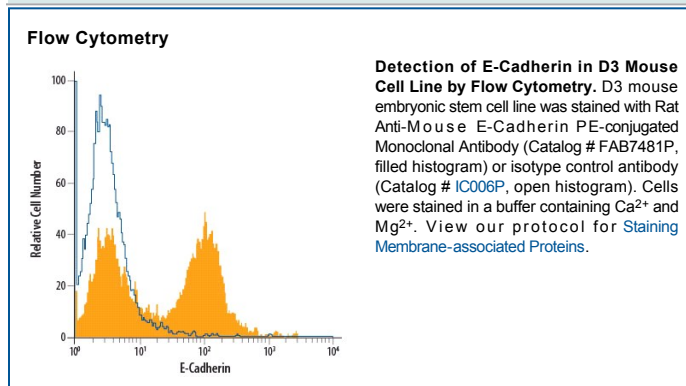 Flow Cytometry
100
80
60
40
20
0
Relative Cell Number
10⁰ 10¹ 10² 10³ 10⁴
E-Cadherin
Detection of E-Cadherin in D3 Mouse
Cell Line by Flow Cytometry. D3 mouse
embryonic stem cell line was stained with Rat
Anti-Mouse E-Cadherin PE-conjugated
Monoclonal Antibody (Catalog # FAB7481P,
filled histogram) or isotype control antibody
(Catalog # IC006P, open histogram). Cells
were stained in a buffer containing Ca²⁺ and
Mg²⁺. View our protocol for Staining
Membrane-associated Proteins.